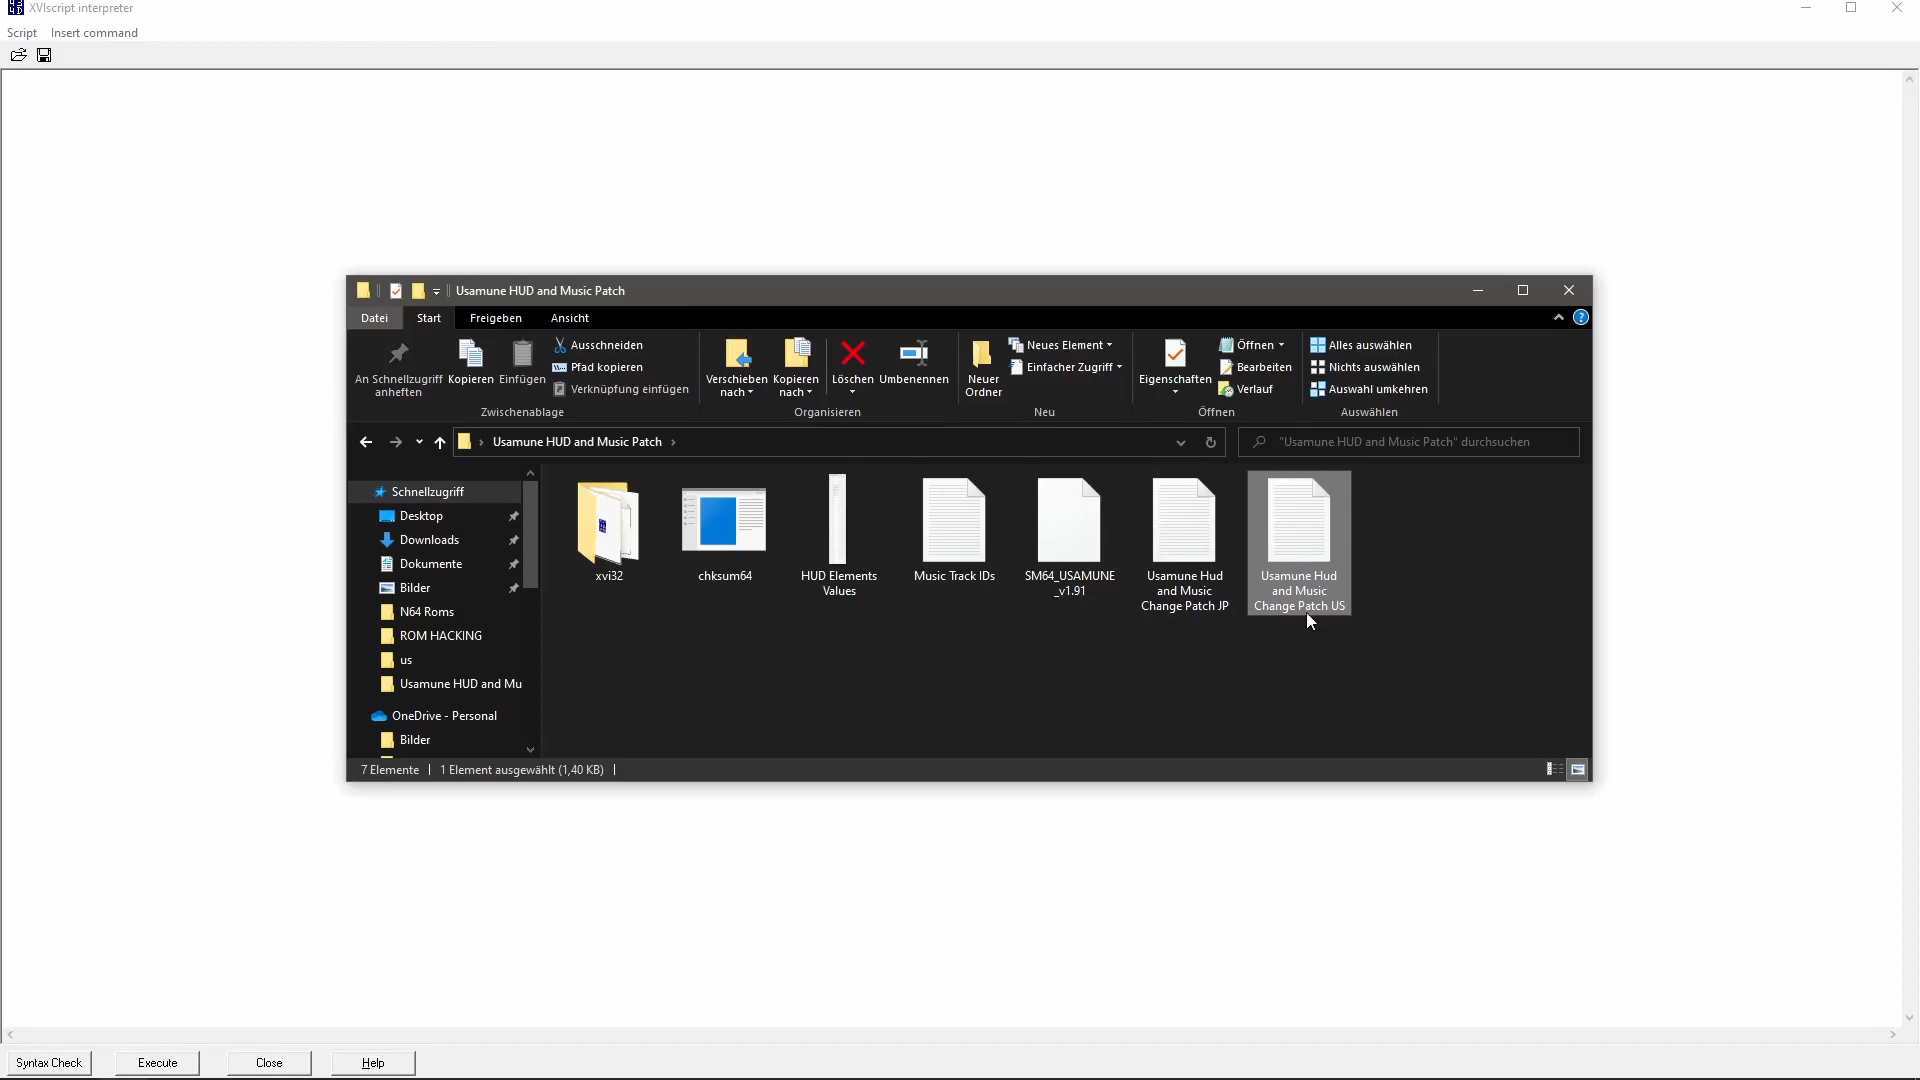 XVIscript interpreter
Script Insert command
Usamune HUD and Music Patch
Datei Start Freigeben Ansicht
An Schnellzugriff
anheften
Kopieren
Einfügen
Ausschneiden
Pfad kopieren
Verknüpfung einfügen
Zwischenablage
Verschieben
nach
Kopieren
nach
Löschen
Umbenennen
Organisieren
Neuer
Ordner
Neues Element
Einfacher Zugriff
Neu
Eigenschaften
Öffnen
Bearbeiten
Verlauf
Öffnen
Alles auswählen
Nichts auswählen
Auswahl umkehren
Auswählen
Usamune HUD and Music Patch
"Usamune HUD and Music Patch" durchsuchen
Schnellzugriff
Desktop
Downloads
Dokumente
Bilder
N64 Roms
ROM HACKING
us
Usamune HUD and Mu
OneDrive - Personal
Bilder
xvi32
chksum64
HUD Elements
Values
Music Track IDs
SM64_USAMUNE
_v1.91
Usamune Hud
and Music
Change Patch JP
Usamune Hud
and Music
Change Patch US
7 Elemente 1 Element ausgewählt (1,40 KB)
Syntax Check Execute Close Help